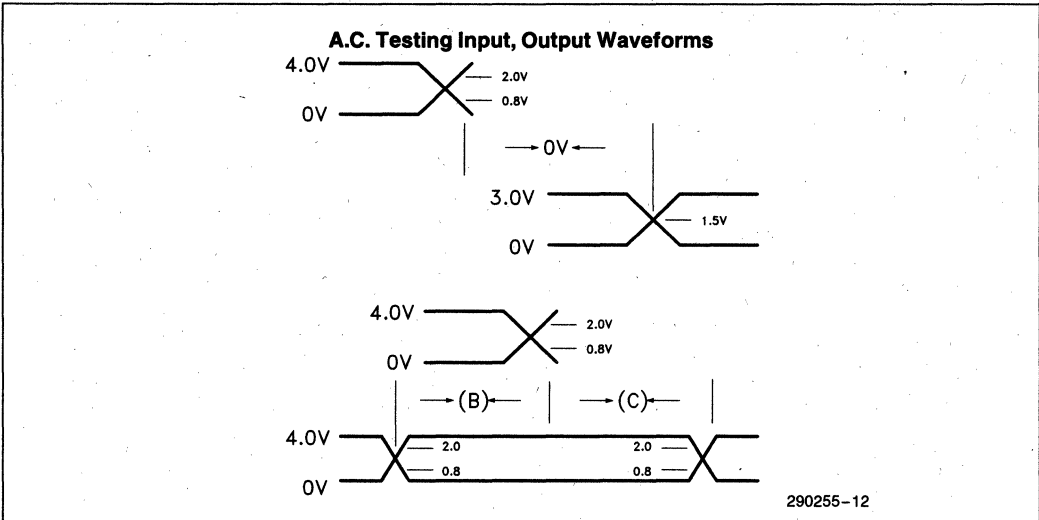 A.C. Testing Input, Output Waveforms
4.0V
2.0V
0.8V
0V
0V
3.0V
1.5V
0V
4.0V
2.0V
0.8V
0V
(B)
(C)
4.0V
2.0
2.0
0.8
0.8
0V
290255-12